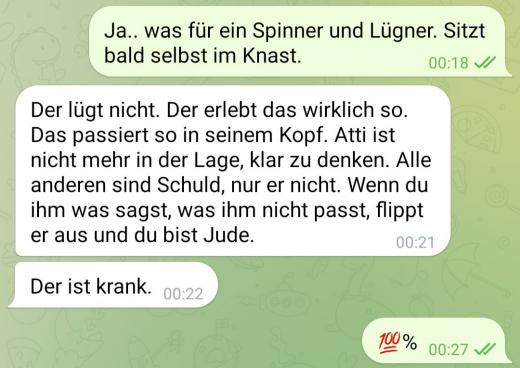 Ja.. was für ein Spinner und Lügner. Sitzt
bald selbst im Knast.
00:18
Der lügt nicht. Der erlebt das wirklich so.
Das passiert so in seinem Kopf. Atti ist
nicht mehr in der Lage, klar zu denken. Alle
anderen sind Schuld, nur er nicht. Wenn du
ihm was sagst, was ihm nicht passt, flippt
er aus und du bist Jude.
00:21
Der ist krank. 00:22
💯% 00:27